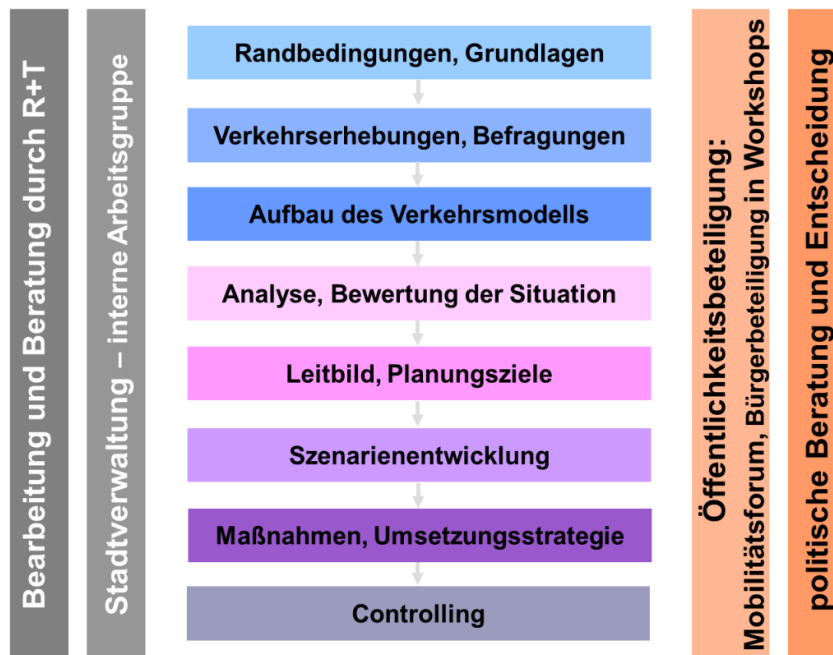 Bearbeitung und Beratung durch R+T
Stadtverwaltung – interne Arbeitsgruppe
Randbedingungen, Grundlagen
Verkehrserhebungen, Befragungen
Aufbau des Verkehrsmodells
Analyse, Bewertung der Situation
Leitbild, Planungsziele
Szenarienentwicklung
Maßnahmen, Umsetzungsstrategie
Controlling
Öffentlichkeitsbeteiligung:
Mobilitätsforum, Bürgerbeteiligung in Workshops
politische Beratung und Entscheidung